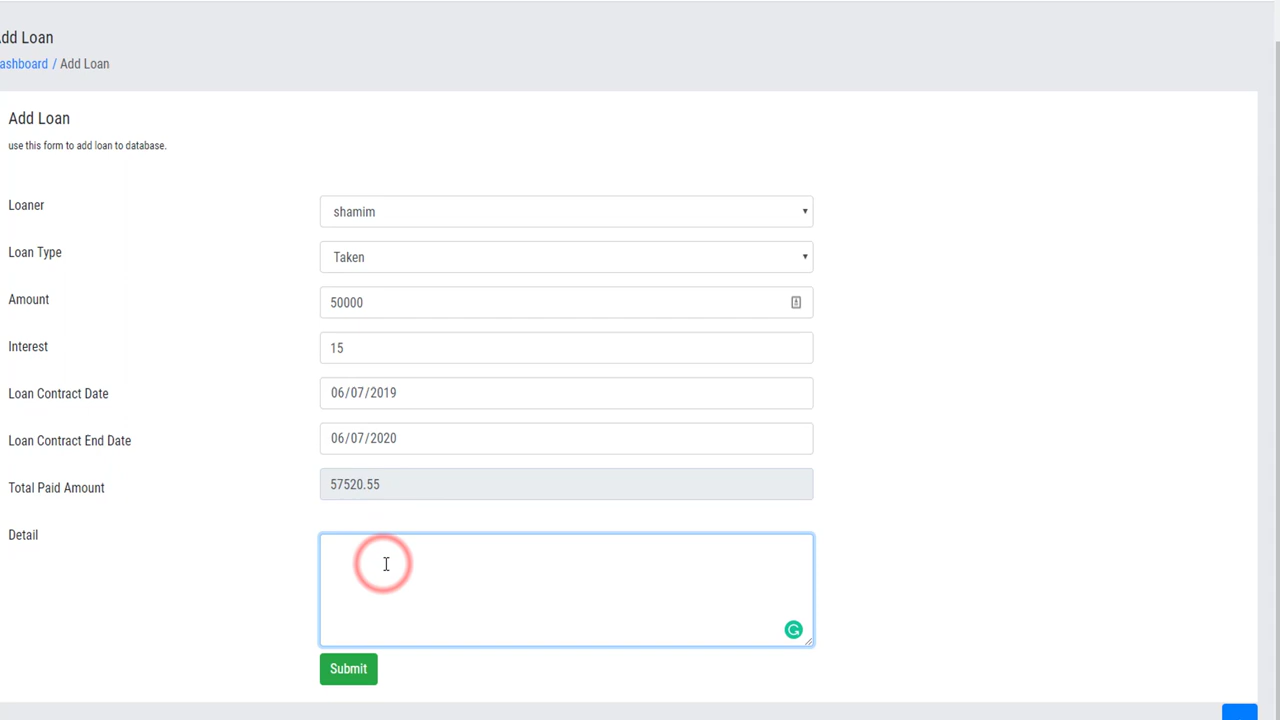 dd Loan
ashboard / Add Loan
Add Loan
use this form to add loan to database.
Loaner
shamim
Loan Type
Taken
Amount
50000
Interest
15
Loan Contract Date
06/07/2019
Loan Contract End Date
06/07/2020
Total Paid Amount
57520.55
Detail
Submit